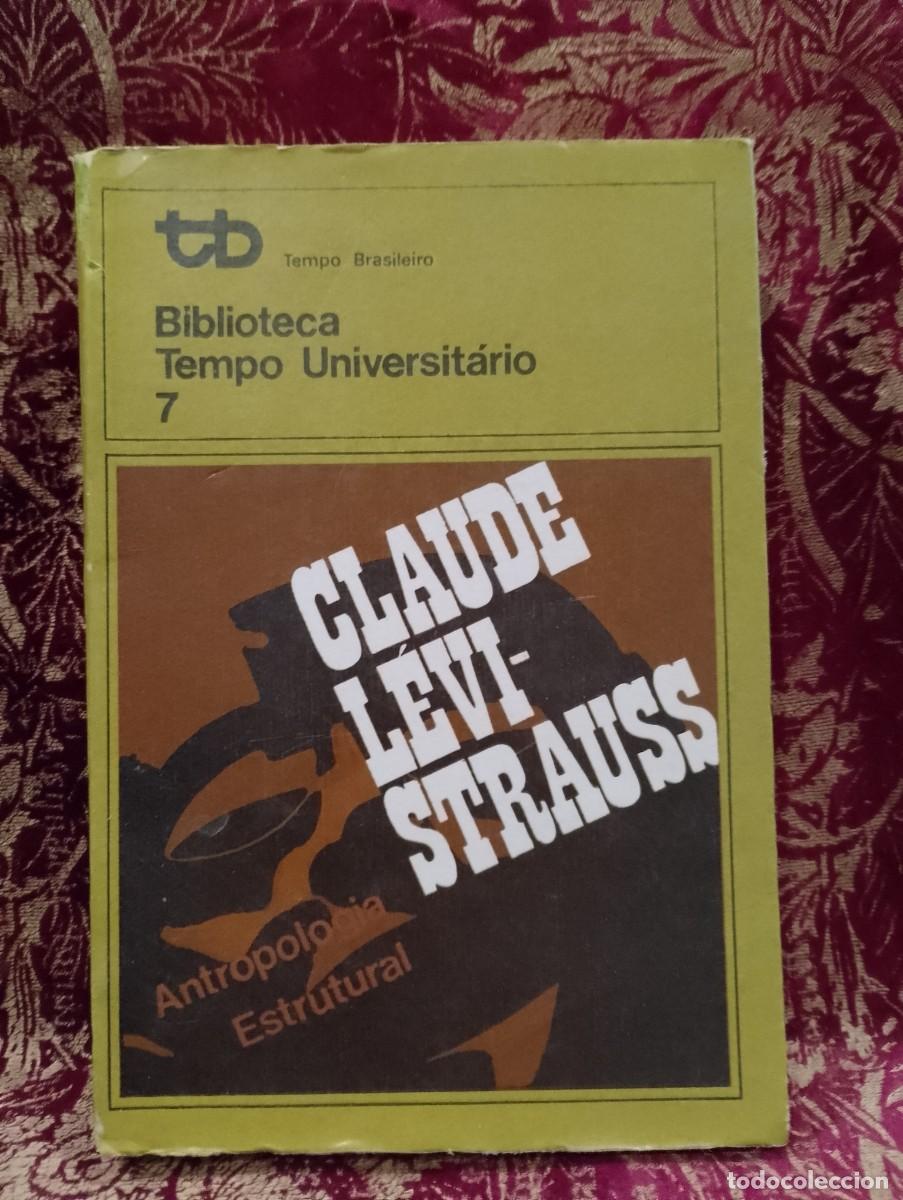 tb Tempo Brasileiro
Biblioteca
Tempo Universitário
7
CLAUDE
LÉVI-
STRAUSS
Antropologia
Estrutural
todocoleccion